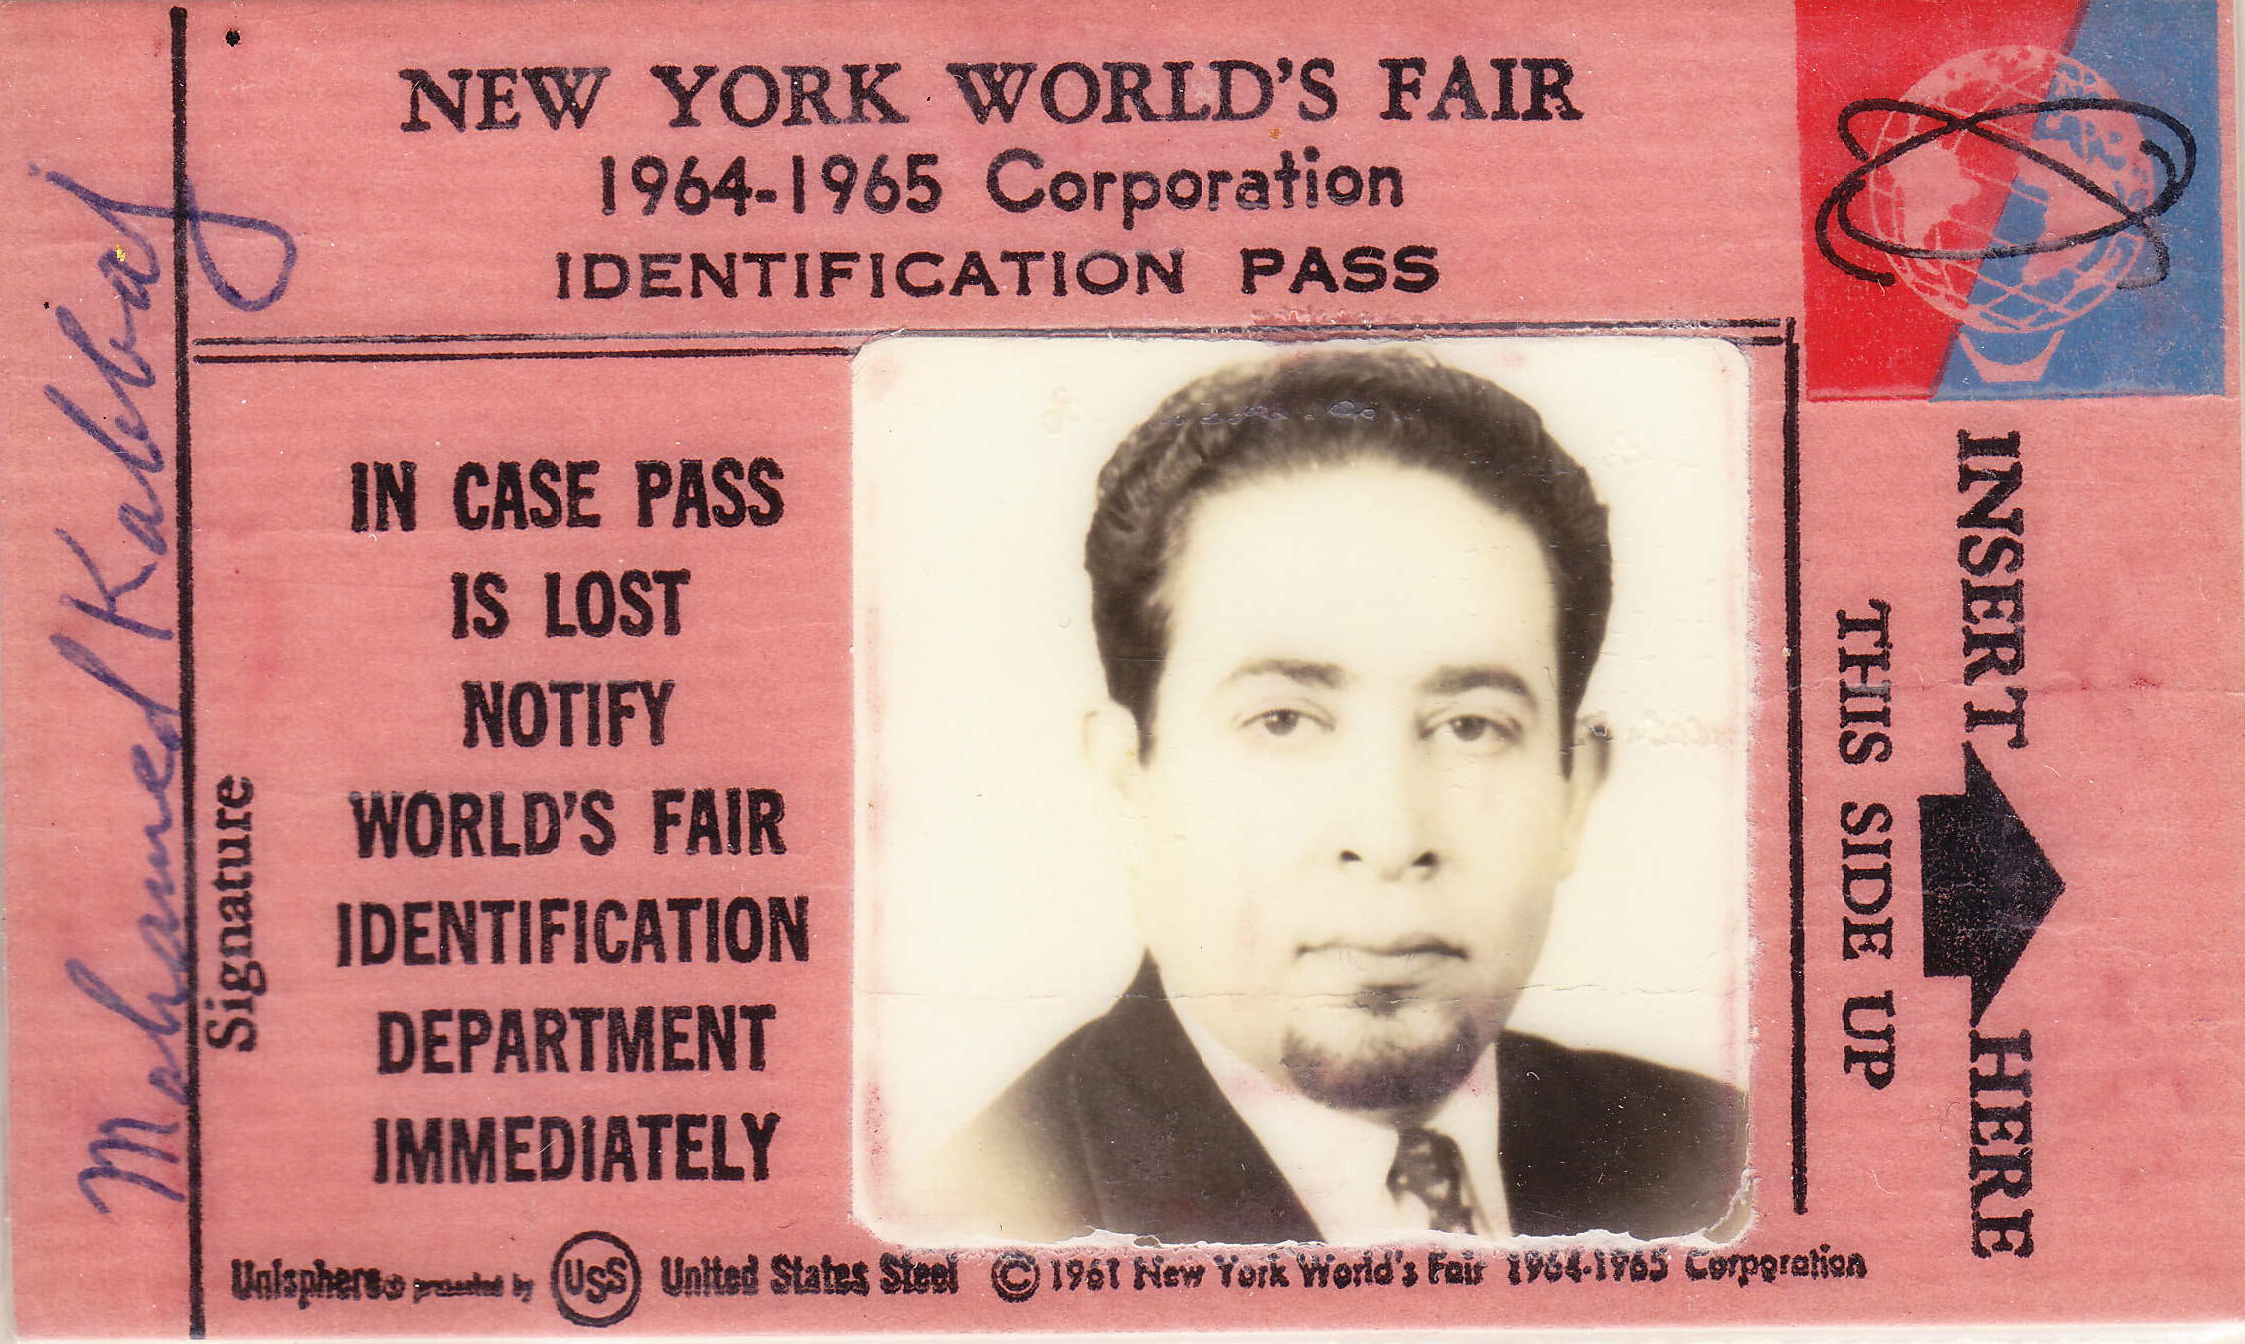 NEW YORK WORLD'S FAIR
1964-1965 Corporation
IDENTIFICATION PASS
Mohamed Kabbaj
Signature
IN CASE PASS
IS LOST
NOTIFY
WORLD'S FAIR
IDENTIFICATION
DEPARTMENT
IMMEDIATELY
INSERT HERE
THIS SIDE UP
Unisphere® presented by USS United States Steel © 1961 New York World's Fair 1964-1965 Corporation